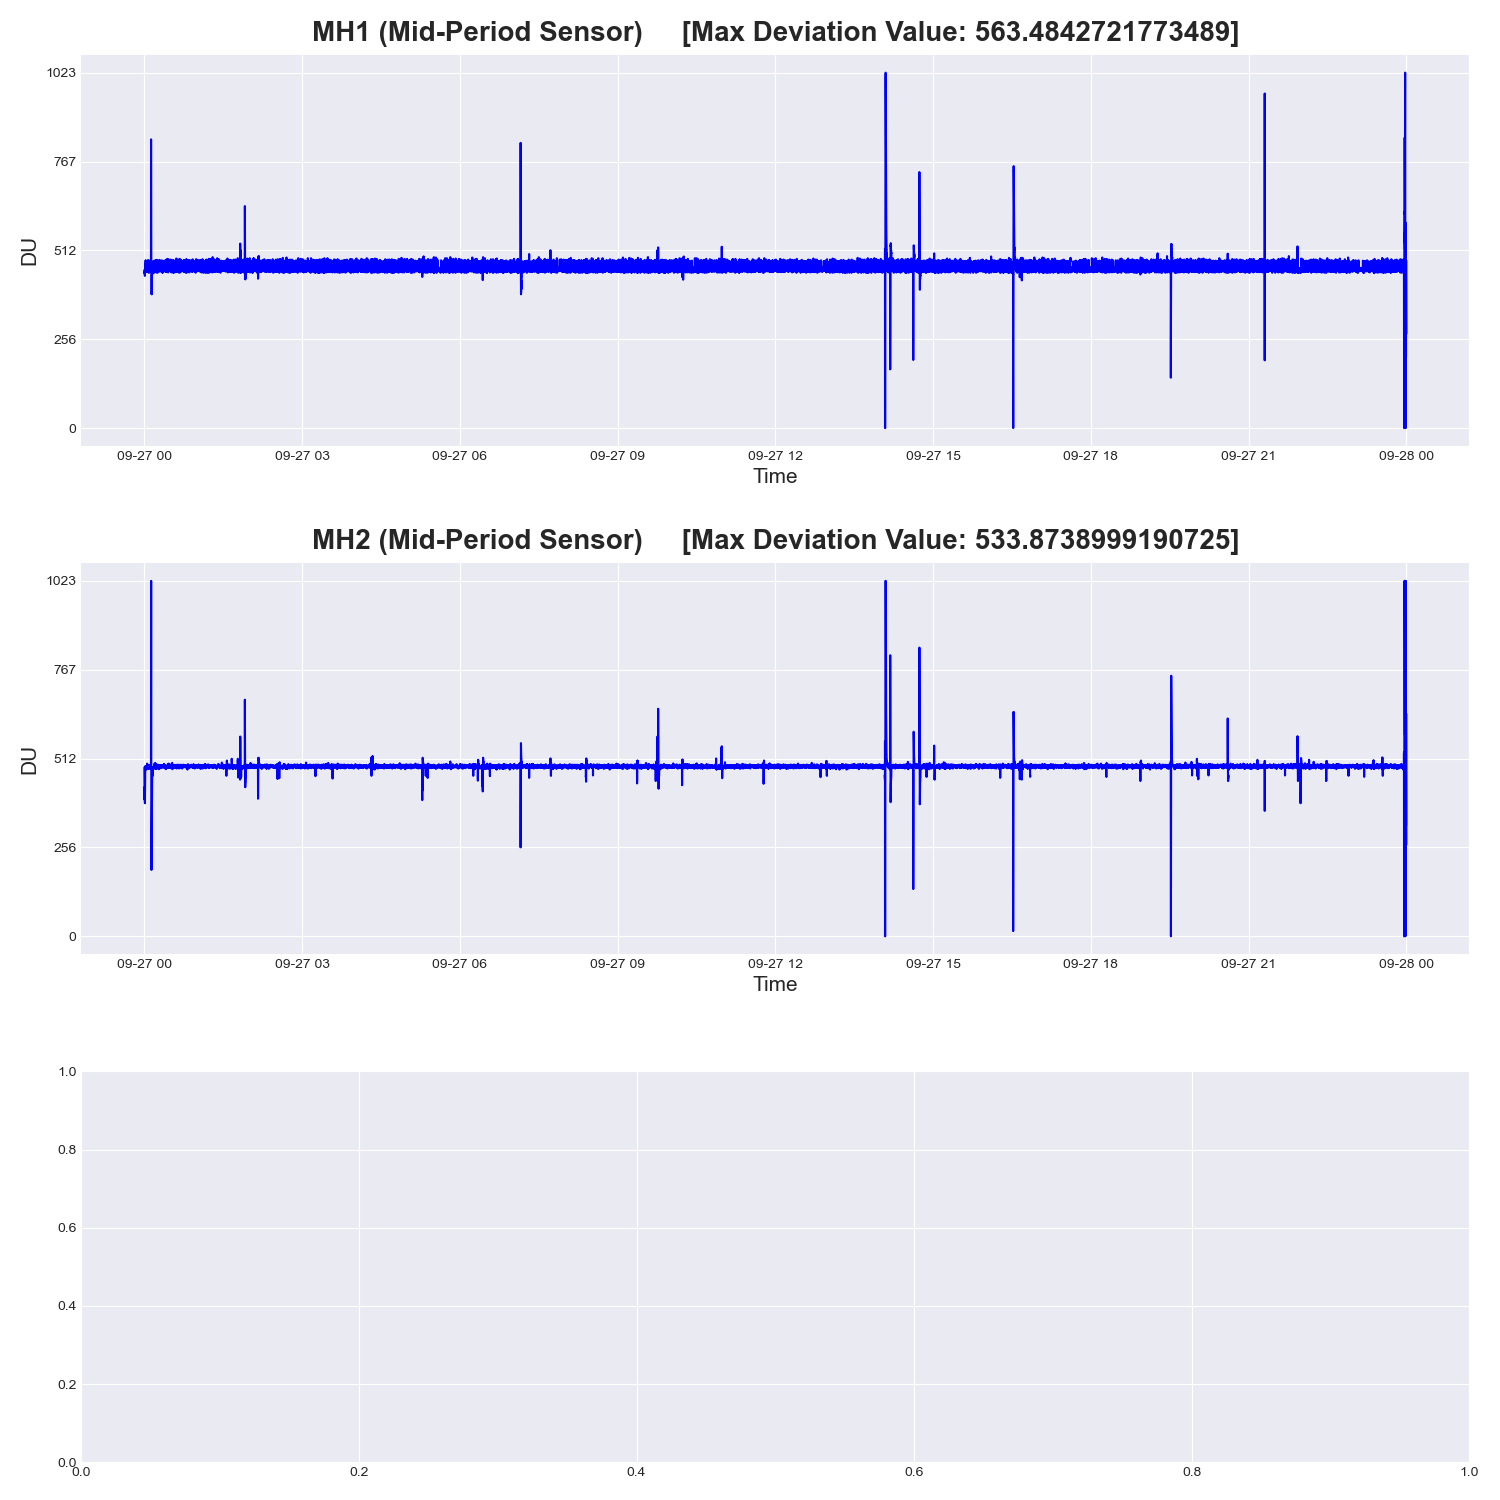 MH1 (Mid-Period Sensor) [Max Deviation Value: 563.4842721773489]
1023
767
512
256
0
DU
09-27 00 09-27 03 09-27 06 09-27 09 09-27 12 09-27 15 09-27 18 09-27 21 09-28 00
Time
MH2 (Mid-Period Sensor) [Max Deviation Value: 533.8738999190725]
1023
767
512
256
0
DU
09-27 00 09-27 03 09-27 06 09-27 09 09-27 12 09-27 15 09-27 18 09-27 21 09-28 00
Time
1.0
0.8
0.6
0.4
0.2
0.0
0.0 0.2 0.4 0.6 0.8 1.0